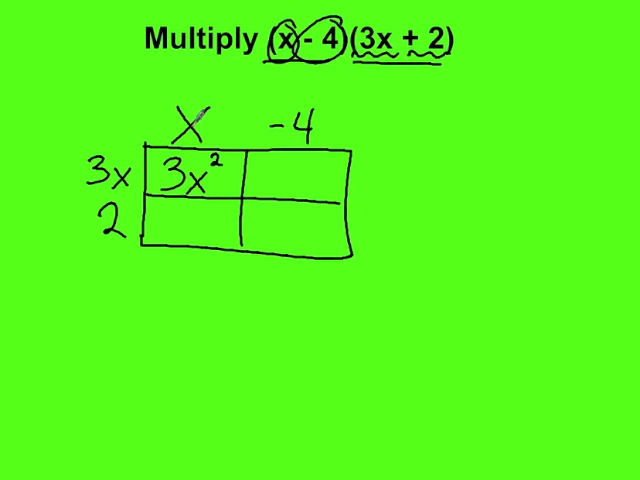 Multiply (x - 4)(3x + 2)
x -4
3x 3x²
2